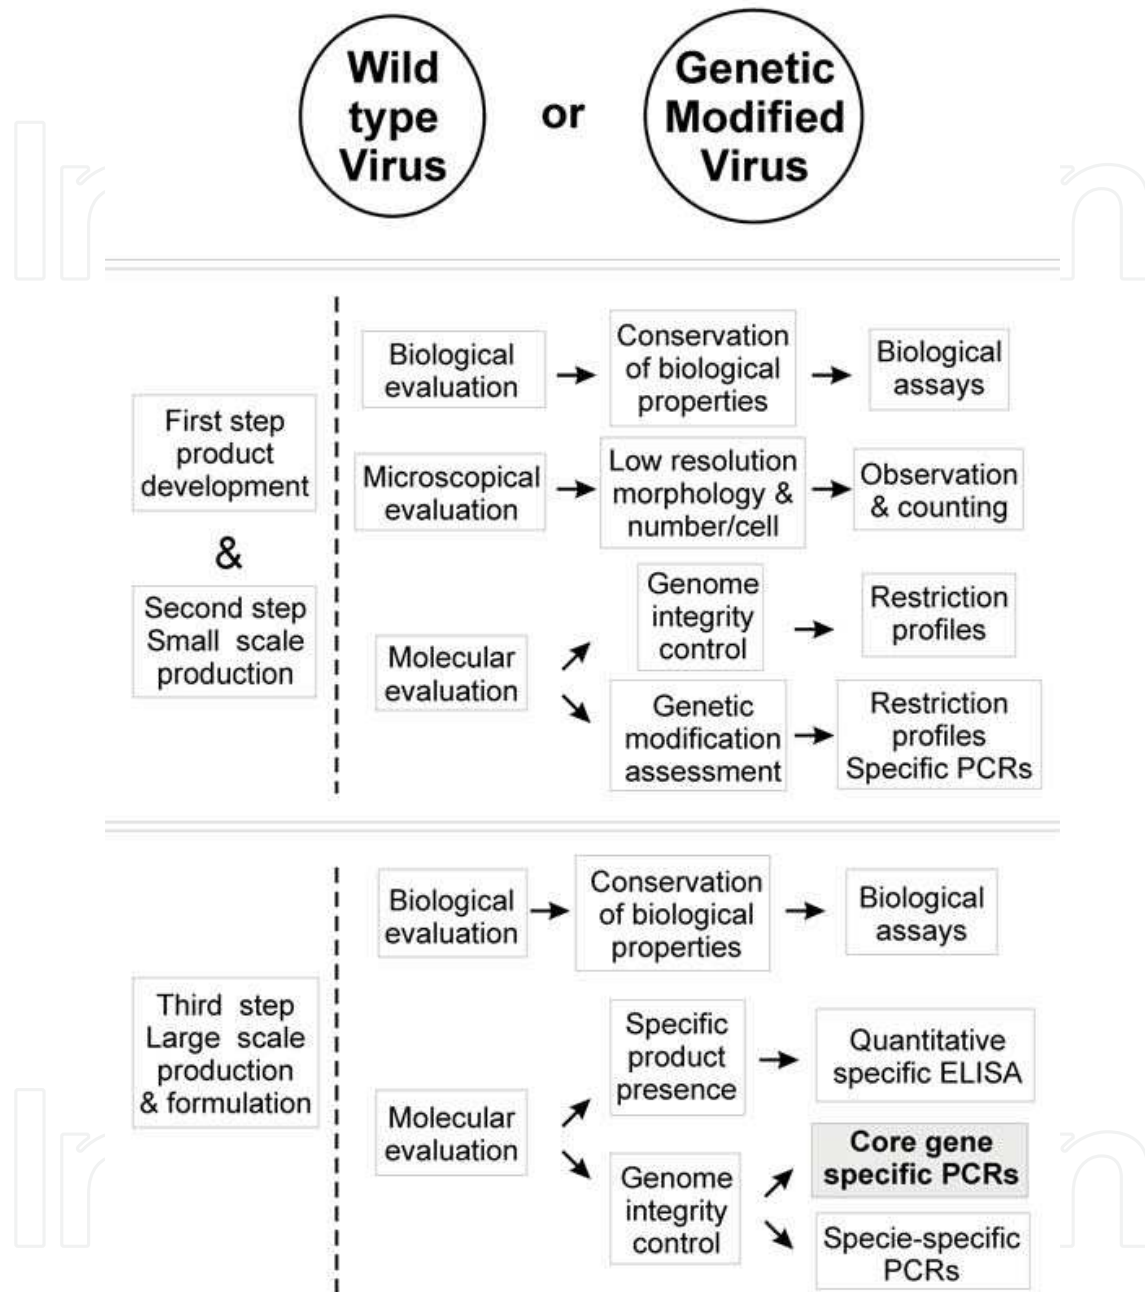 Wild
type
Virus
or
Genetic
Modified
Virus
First step
product
development
&
Second step
Small scale
production
Biological
evaluation
Conservation
of biological
properties
Biological
assays
Microscopical
evaluation
Low resolution
morphology &
number/cell
Observation
& counting
Molecular
evaluation
Genome
integrity
control
Restriction
profiles
Genetic
modification
assessment
Restriction
profiles
Specific PCRs
Third step
Large scale
production
& formulation
Biological
evaluation
Conservation
of biological
properties
Biological
assays
Molecular
evaluation
Specific
product
presence
Quantitative
specific ELISA
Genome
integrity
control
Core gene
specific PCRs
Specie-specific
PCRs